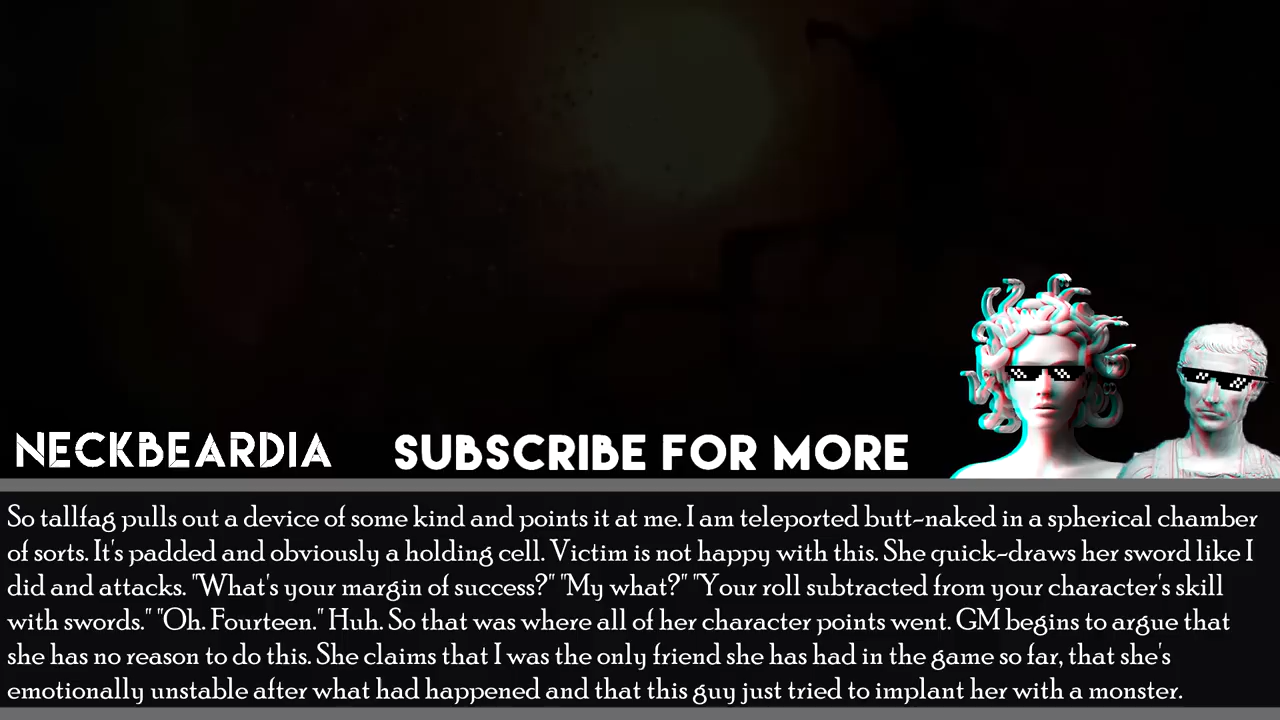 NECKBEARDIA
SUBSCRIBE FOR MORE
So tallfag pulls out a device of some kind and points it at me. I am teleported butt-naked in a spherical chamber
of sorts. It's padded and obviously a holding cell. Victim is not happy with this. She quick-draws her sword like I
did and attacks. "What's your margin of success?" "My what?" "Your roll subtracted from your character's skill
with swords." "Oh. Fourteen." Huh. So that was where all of her character points went. GM begins to argue that
she has no reason to do this. She claims that I was the only friend she has had in the game so far, that she's
emotionally unstable after what had happened and that this guy just tried to implant her with a monster.